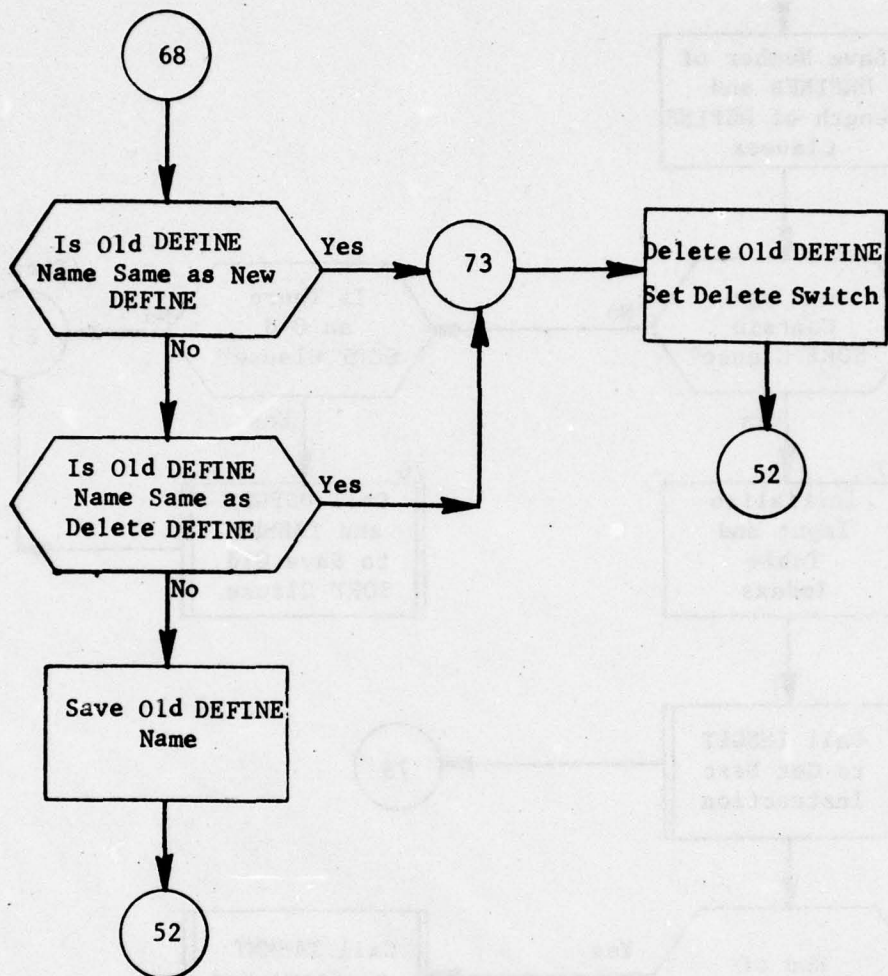 68
Is Old DEFINE
Name Same as New
DEFINE
Yes
73
Delete Old DEFINE
Set Delete Switch
No
52
Is Old DEFINE
Name Same as
Delete DEFINE
Yes
No
Save Old DEFINE
Name
52